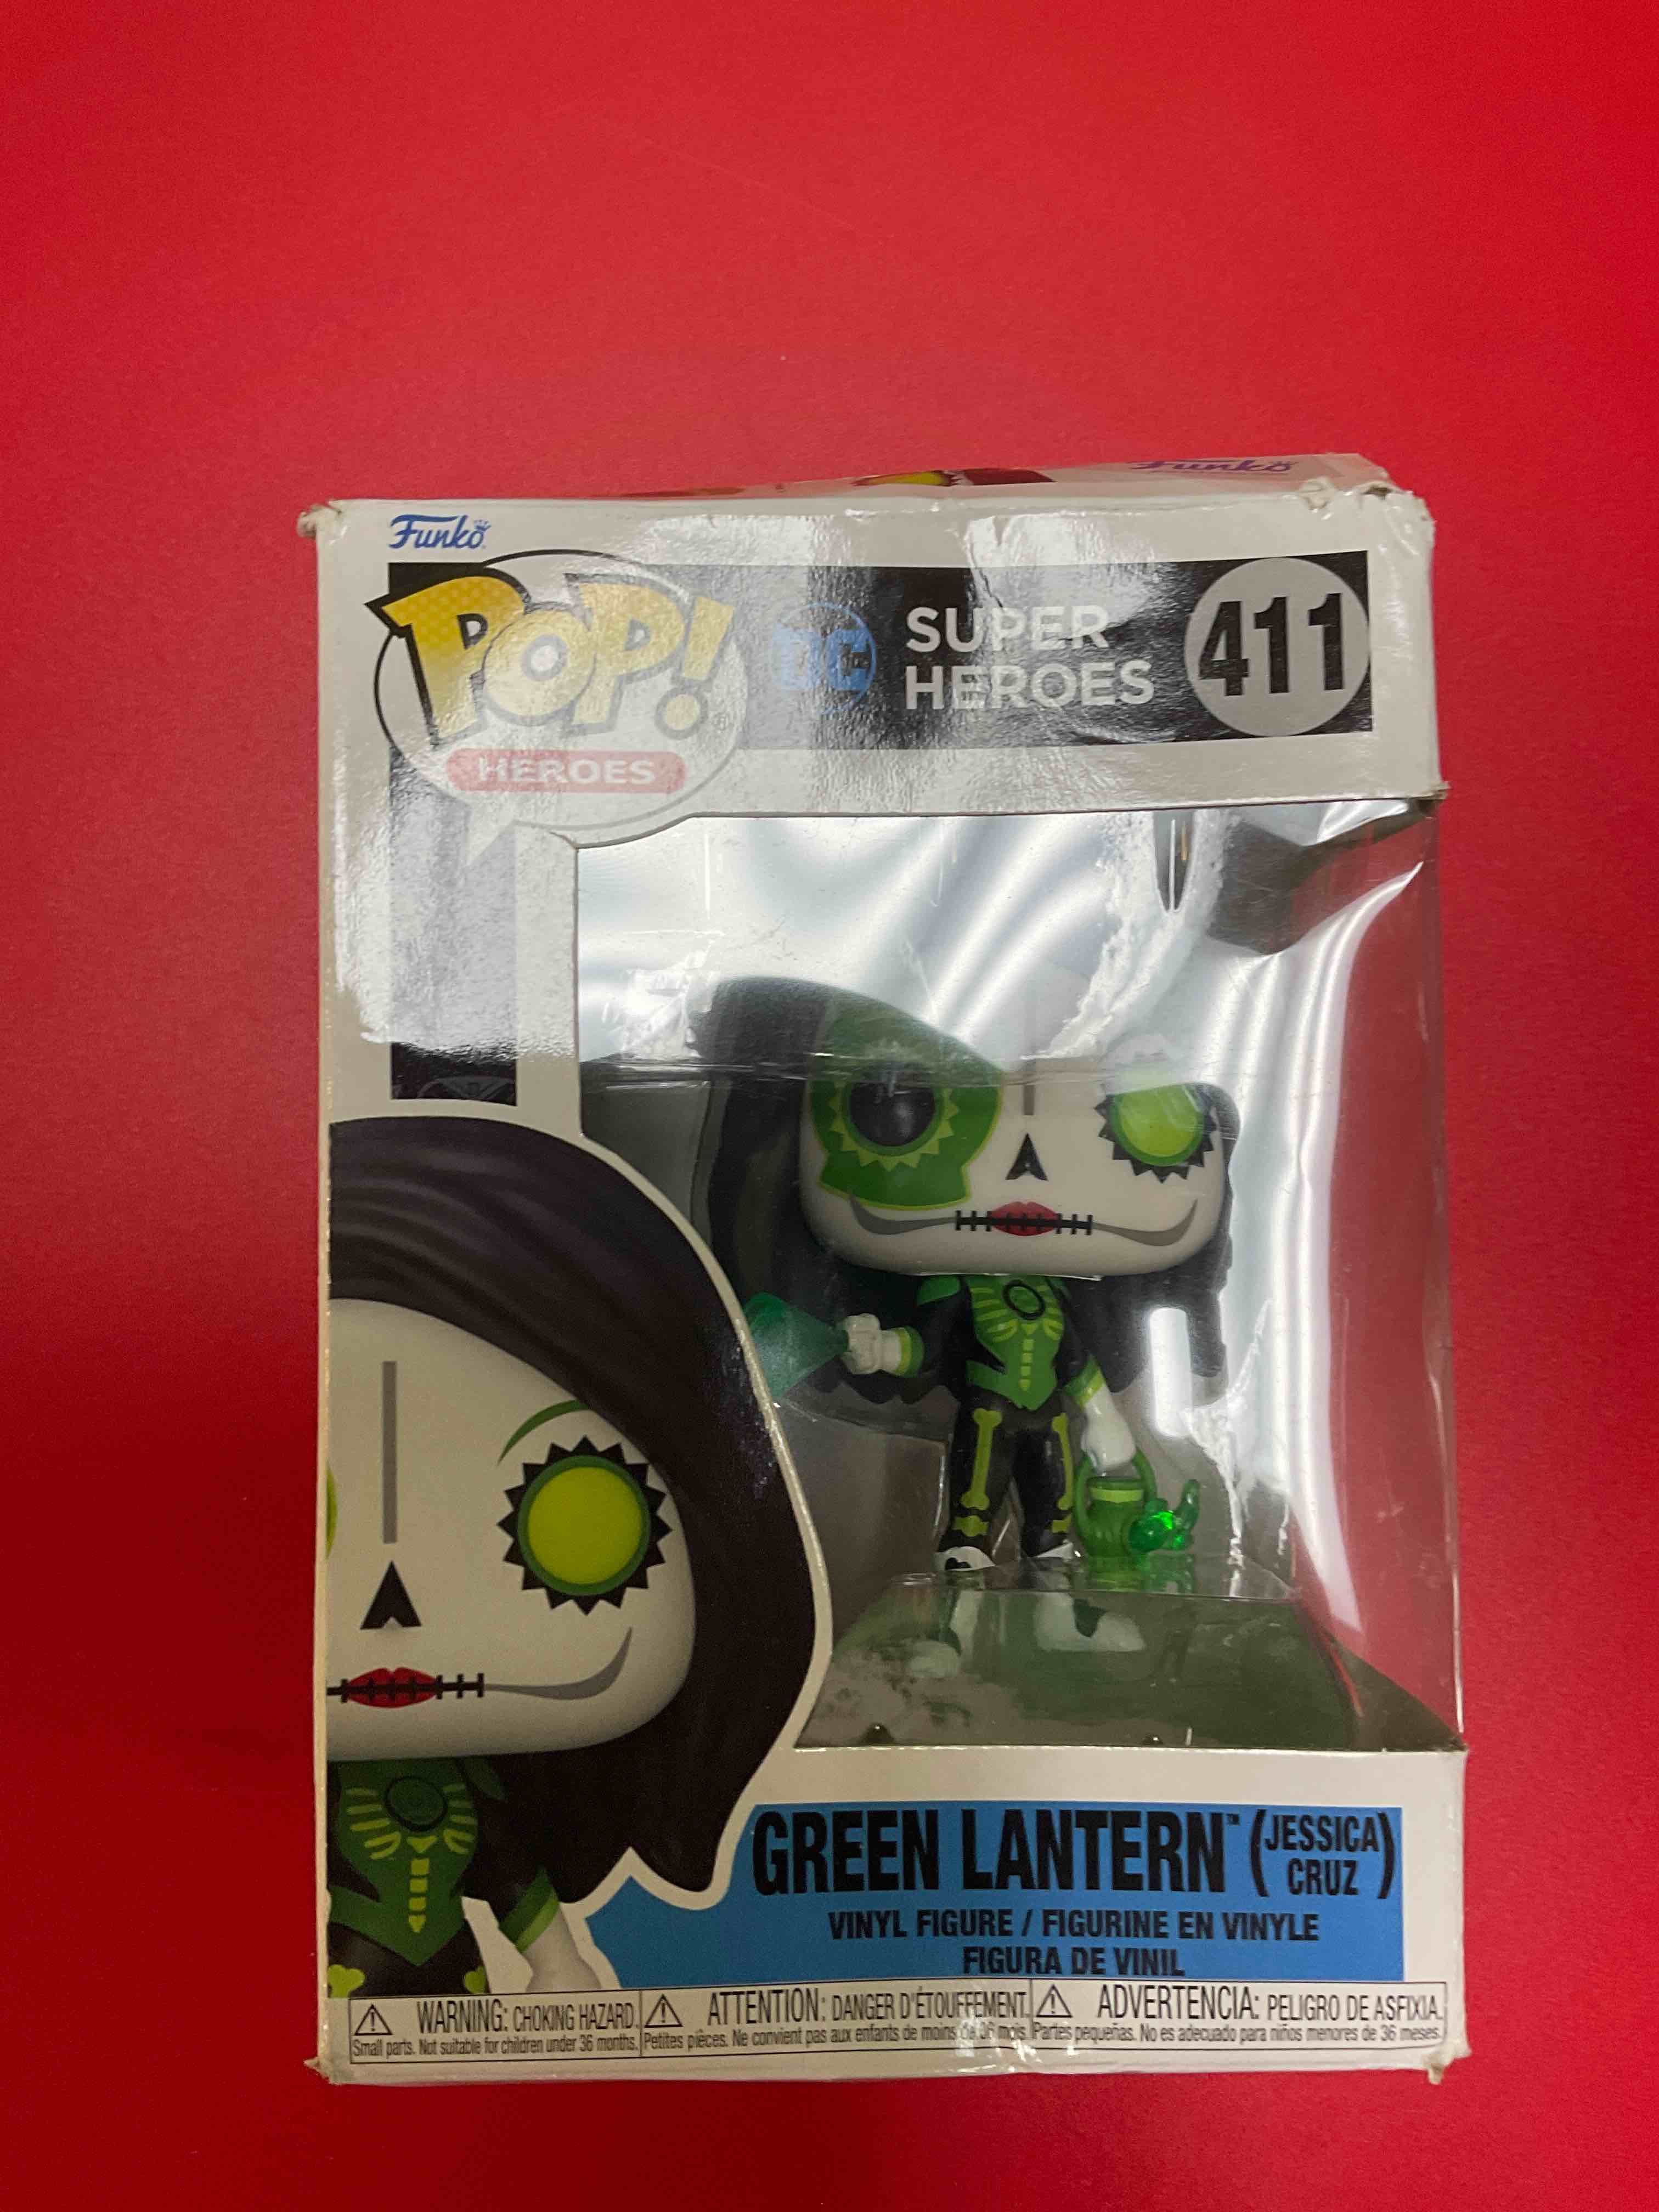 Funko
Funko
POP!
HEROES
DC
SUPER
HEROES
411
GREEN LANTERN™ (JESSICA
CRUZ)
VINYL FIGURE / FIGURINE EN VINYLE
FIGURA DE VINIL
WARNING: CHOKING HAZARD.
Small parts. Not suitable for children under 36 months.
ATTENTION: DANGER D'ÉTOUFFEMENT.
Petites pièces. Ne convient pas aux enfants de moins de 36 mois.
ADVERTENCIA: PELIGRO DE ASFIXIA.
Partes pequeñas. No es adecuado para niños menores de 36 meses.